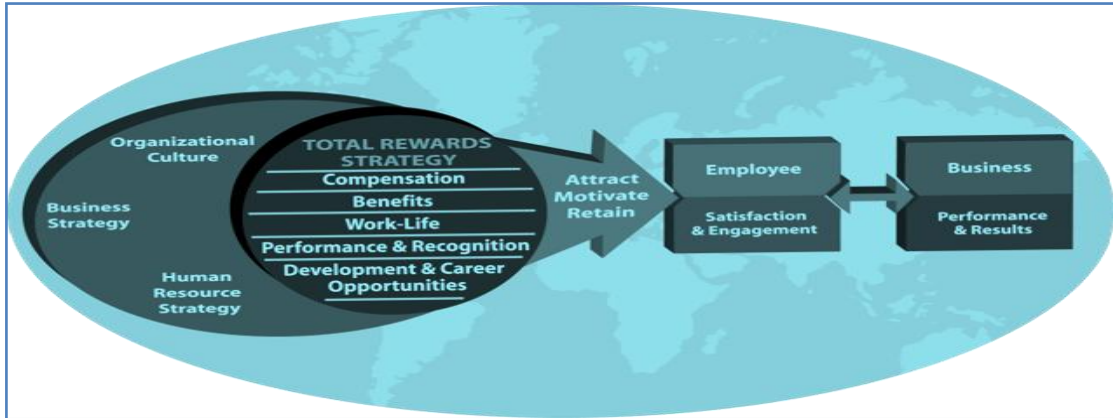 Organizational
Culture
Business
Strategy
Human
Resource
Strategy
TOTAL REWARDS
STRATEGY
Compensation
Benefits
Work-Life
Performance & Recognition
Development & Career
Opportunities
Attract
Motivate
Retain
Employee
Satisfaction
& Engagement
Business
Performance
& Results